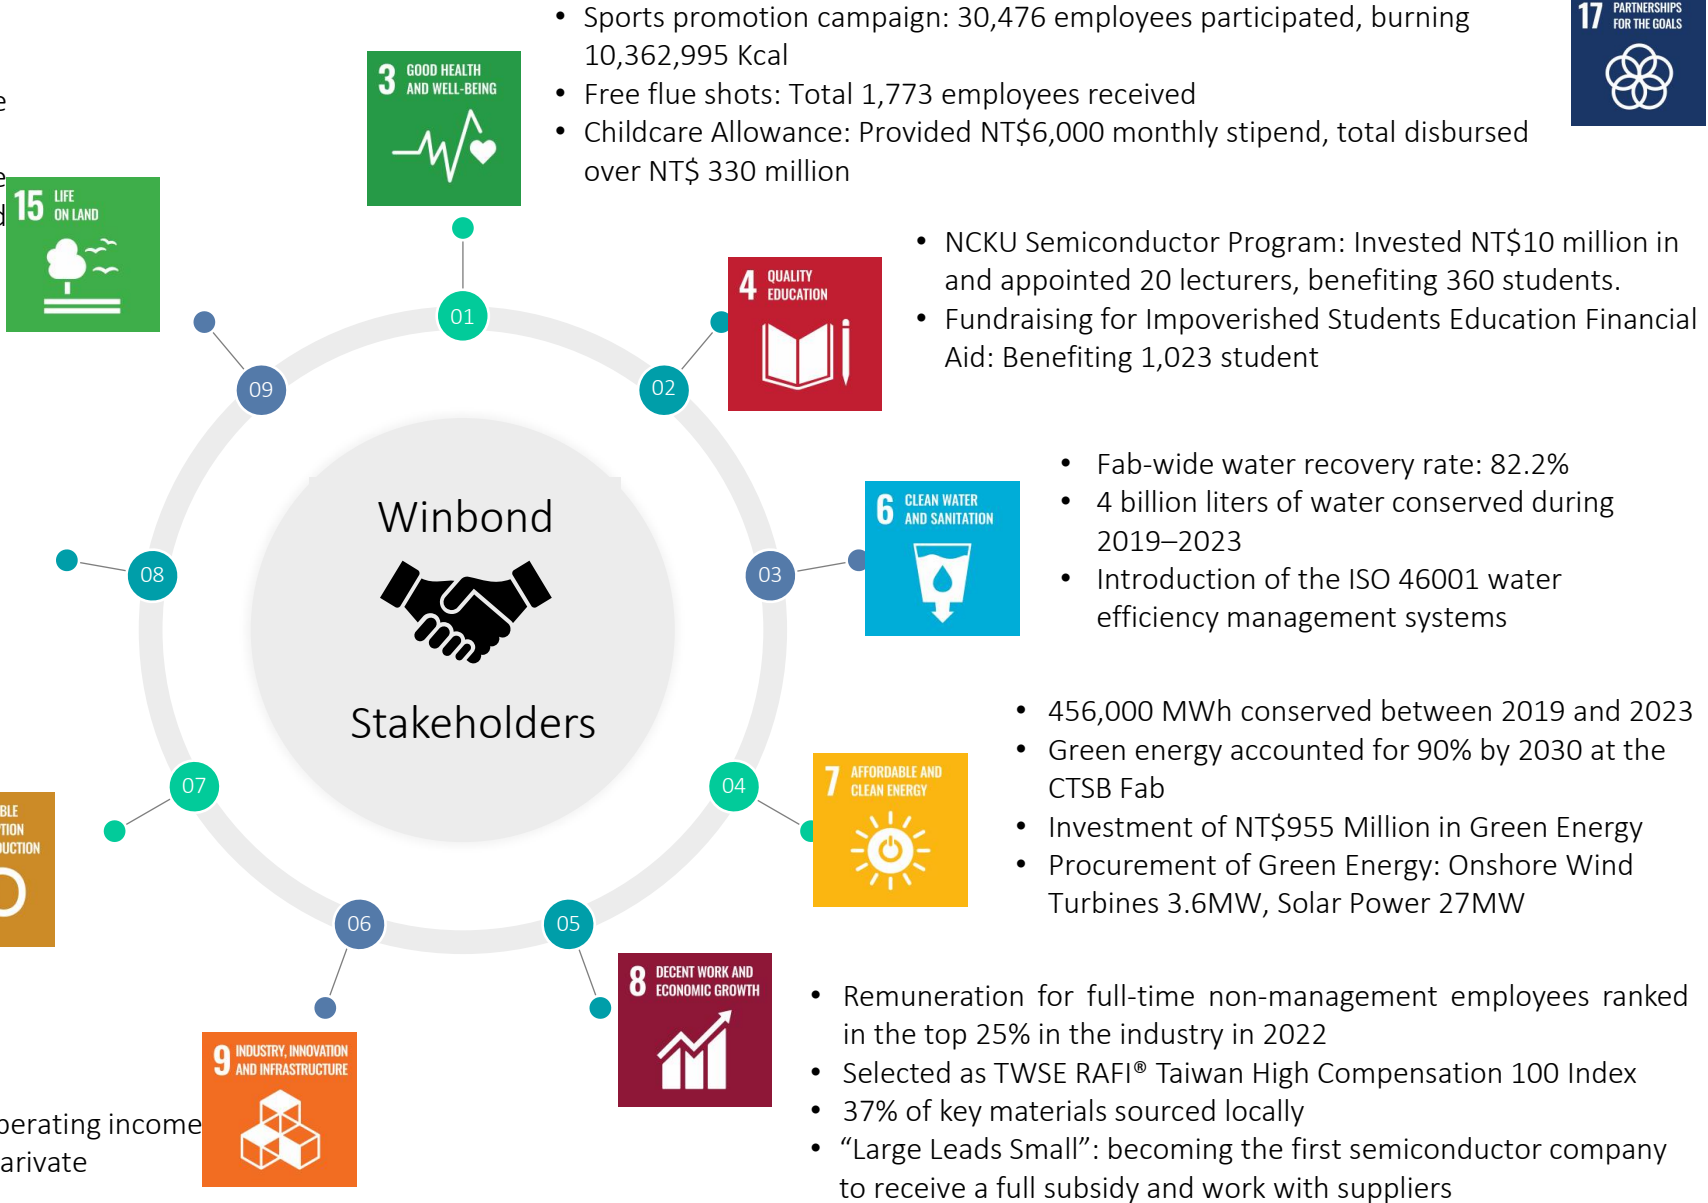 • Sports promotion campaign: 30,476 employees participated, burning
10,362,995 Kcal
• Free flue shots: Total 1,773 employees received
• Childcare Allowance: Provided NT$6,000 monthly stipend, total disbursed
over NT$ 330 million
17 PARTNERSHIPS
FOR THE GOALS
3 GOOD HEALTH
AND WELL-BEING
15 LIFE
ON LAND
• NCKU Semiconductor Program: Invested NT$10 million in
and appointed 20 lecturers, benefiting 360 students.
• Fundraising for Impoverished Students Education Financial
Aid: Benefiting 1,023 student
4 QUALITY
EDUCATION
01
02
09
• Fab-wide water recovery rate: 82.2%
• 4 billion liters of water conserved during
2019–2023
• Introduction of the ISO 46001 water
efficiency management systems
6 CLEAN WATER
AND SANITATION
Winbond
Stakeholders
08
03
• 456,000 MWh conserved between 2019 and 2023
• Green energy accounted for 90% by 2030 at the
CTSB Fab
• Investment of NT$955 Million in Green Energy
• Procurement of Green Energy: Onshore Wind
Turbines 3.6MW, Solar Power 27MW
7 AFFORDABLE AND
CLEAN ENERGY
07
04
BLE
TION
DUCTION
06
05
8 DECENT WORK AND
ECONOMIC GROWTH
• Remuneration for full-time non-management employees ranked
in the top 25% in the industry in 2022
• Selected as TWSE RAFI® Taiwan High Compensation 100 Index
• 37% of key materials sourced locally
• “Large Leads Small”: becoming the first semiconductor company
to receive a full subsidy and work with suppliers
9 INDUSTRY, INNOVATION
AND INFRASTRUCTURE
perating income
arivate